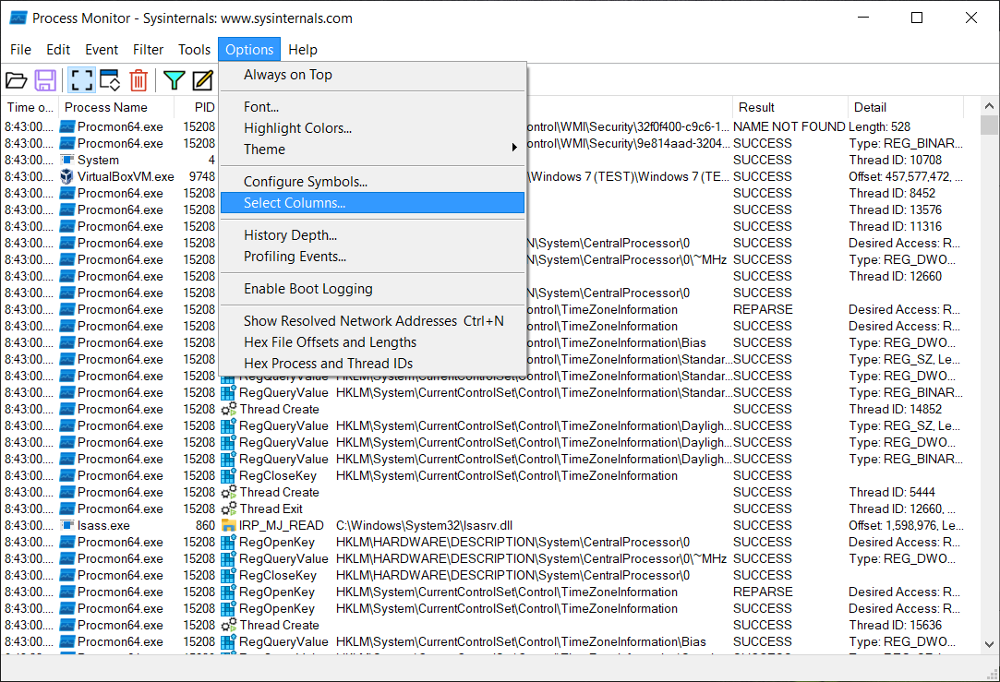 Process Monitor - Sysinternals: www.sysinternals.com
File Edit Event Filter Tools Options Help
Always on Top
Font...
Highlight Colors...
Theme
Configure Symbols...
Select Columns...
History Depth...
Profiling Events...
Enable Boot Logging
Show Resolved Network Addresses Ctrl+N
Hex File Offsets and Lengths
Hex Process and Thread IDs
Time o... Process Name PID Result Detail
8:43:00.... Procmon64.exe 15208 ontrol\WMI\Security\32f0f400-c9c6-1... NAME NOT FOUND Length: 528
8:43:00.... Procmon64.exe 15208 ontrol\WMI\Security\9e814aad-3204... SUCCESS Type: REG_BINAR...
8:43:00.... System 4 SUCCESS Thread ID: 10708
8:43:00.... VirtualBoxVM.exe 9748 \Windows 7 (TEST)\Windows 7 (TE... SUCCESS Offset: 457,577,472, ...
8:43:00.... Procmon64.exe 15208 SUCCESS Thread ID: 8452
8:43:00.... Procmon64.exe 15208 SUCCESS Thread ID: 13576
8:43:00.... Procmon64.exe 15208 SUCCESS Thread ID: 11316
8:43:00.... Procmon64.exe 15208 N\System\CentralProcessor\0 SUCCESS Desired Access: R...
8:43:00.... Procmon64.exe 15208 N\System\CentralProcessor\0\~MHz SUCCESS Type: REG_DWO...
8:43:00.... Procmon64.exe 15208 SUCCESS Thread ID: 12660
8:43:00.... Procmon64.exe 15208 N\System\CentralProcessor\0 SUCCESS
8:43:00.... Procmon64.exe 15208 ontrol\TimeZoneInformation REPARSE Desired Access: R...
8:43:00.... Procmon64.exe 15208 ontrol\TimeZoneInformation SUCCESS Desired Access: R...
8:43:00.... Procmon64.exe 15208 ontrol\TimeZoneInformation\Bias SUCCESS Type: REG_DWO...
8:43:00.... Procmon64.exe 15208 ontrol\TimeZoneInformation\Standar... SUCCESS Type: REG_SZ, Le...
8:43:00.... Procmon64.exe 15208 RegQueryValue HKLM\System\CurrentControlSet\Control\TimeZoneInformation\Standar... SUCCESS Type: REG_DWO...
8:43:00.... Procmon64.exe 15208 RegQueryValue HKLM\System\CurrentControlSet\Control\TimeZoneInformation\Standar... SUCCESS Type: REG_BINAR...
8:43:00.... Procmon64.exe 15208 Thread Create SUCCESS Thread ID: 14852
8:43:00.... Procmon64.exe 15208 RegQueryValue HKLM\System\CurrentControlSet\Control\TimeZoneInformation\Dayligh... SUCCESS Type: REG_SZ, Le...
8:43:00.... Procmon64.exe 15208 RegQueryValue HKLM\System\CurrentControlSet\Control\TimeZoneInformation\Dayligh... SUCCESS Type: REG_DWO...
8:43:00.... Procmon64.exe 15208 RegQueryValue HKLM\System\CurrentControlSet\Control\TimeZoneInformation\Dayligh... SUCCESS Type: REG_BINAR...
8:43:00.... Procmon64.exe 15208 RegCloseKey HKLM\System\CurrentControlSet\Control\TimeZoneInformation SUCCESS
8:43:00.... Procmon64.exe 15208 Thread Create SUCCESS Thread ID: 5444
8:43:00.... Procmon64.exe 15208 Thread Exit SUCCESS Thread ID: 12660, ...
8:43:00.... lsass.exe 860 IRP_MJ_READ C:\Windows\System32\lsasrv.dll SUCCESS Offset: 1,598,976, Le...
8:43:00.... Procmon64.exe 15208 RegOpenKey HKLM\HARDWARE\DESCRIPTION\System\CentralProcessor\0 SUCCESS Desired Access: R...
8:43:00.... Procmon64.exe 15208 RegQueryValue HKLM\HARDWARE\DESCRIPTION\System\CentralProcessor\0\~MHz SUCCESS Type: REG_DWO...
8:43:00.... Procmon64.exe 15208 RegCloseKey HKLM\HARDWARE\DESCRIPTION\System\CentralProcessor\0 SUCCESS
8:43:00.... Procmon64.exe 15208 RegOpenKey HKLM\System\CurrentControlSet\Control\TimeZoneInformation REPARSE Desired Access: R...
8:43:00.... Procmon64.exe 15208 RegOpenKey HKLM\System\CurrentControlSet\Control\TimeZoneInformation SUCCESS Desired Access: R...
8:43:00.... Procmon64.exe 15208 Thread Create SUCCESS Thread ID: 15636
8:43:00.... Procmon64.exe 15208 RegQueryValue HKLM\System\CurrentControlSet\Control\TimeZoneInformation\Bias SUCCESS Type: REG_DWO...